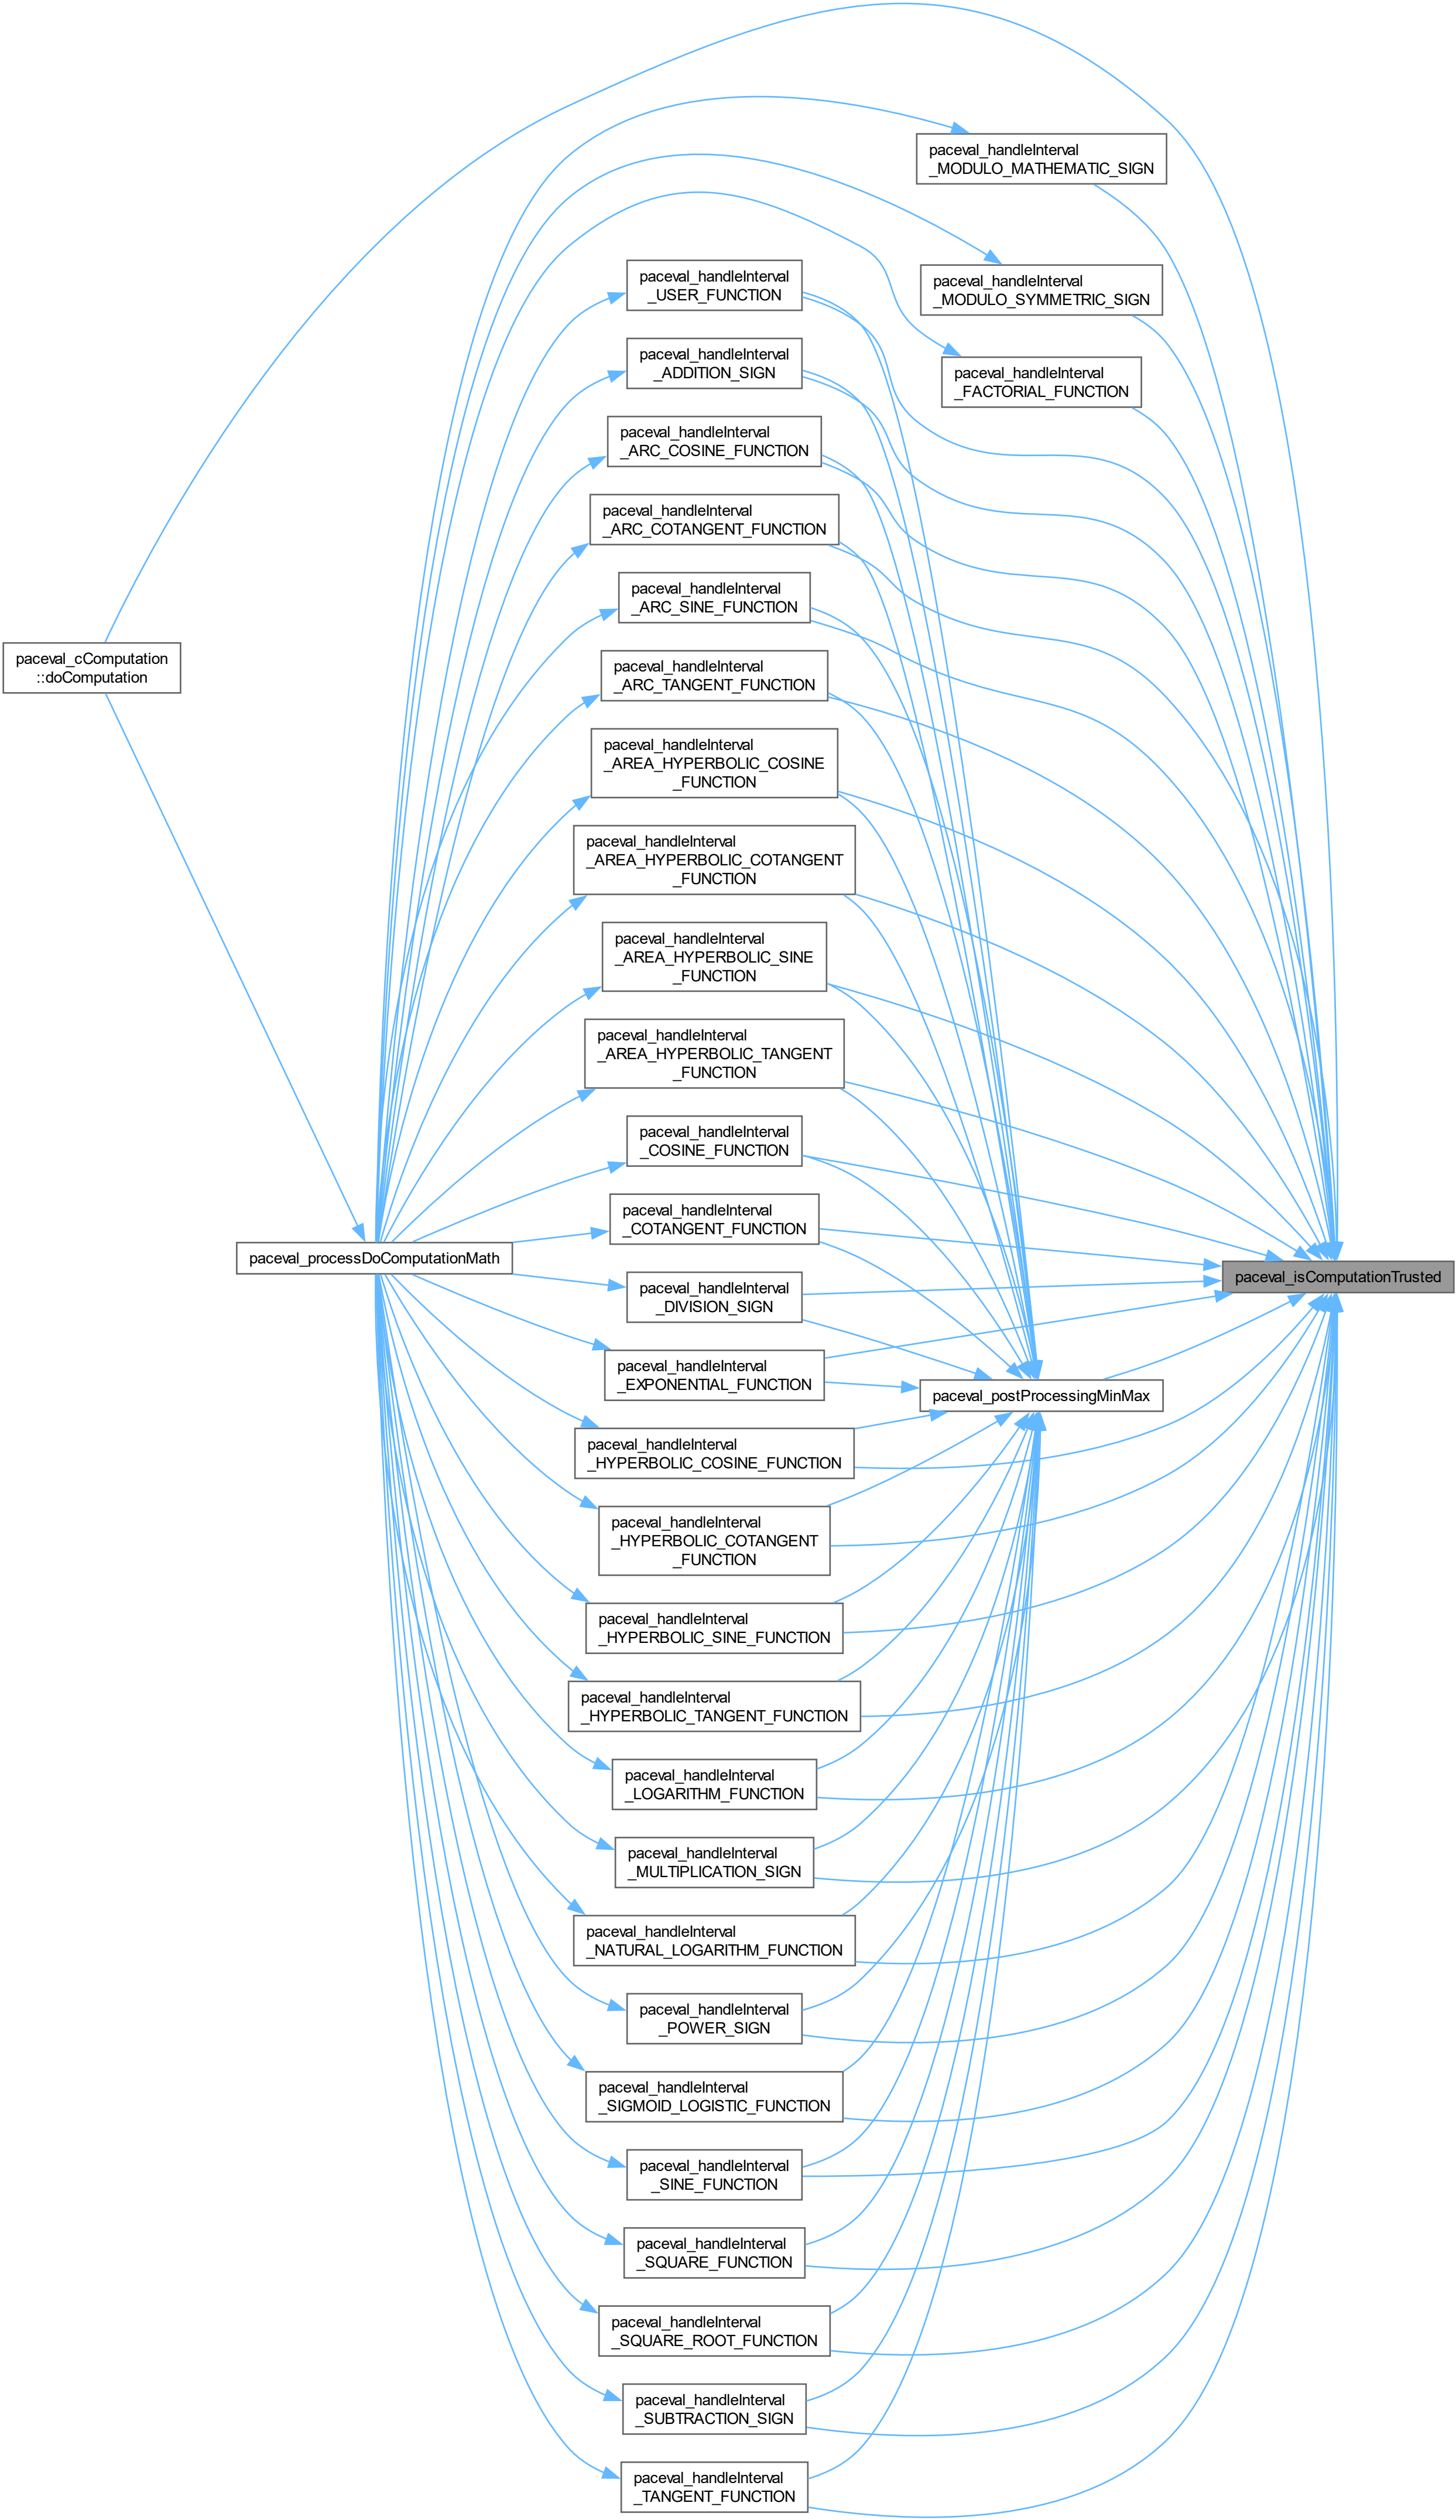 paceval_handleInterval
_MODULO_MATHEMATIC_SIGN
paceval_handleInterval
_MODULO_SYMMETRIC_SIGN
paceval_handleInterval
_FACTORIAL_FUNCTION
paceval_handleInterval
_USER_FUNCTION
paceval_handleInterval
_ADDITION_SIGN
paceval_handleInterval
_ARC_COSINE_FUNCTION
paceval_handleInterval
_ARC_COTANGENT_FUNCTION
paceval_handleInterval
_ARC_SINE_FUNCTION
paceval_cComputation
::doComputation
paceval_handleInterval
_ARC_TANGENT_FUNCTION
paceval_handleInterval
_AREA_HYPERBOLIC_COSINE
_FUNCTION
paceval_handleInterval
_AREA_HYPERBOLIC_COTANGENT
_FUNCTION
paceval_handleInterval
_AREA_HYPERBOLIC_SINE
_FUNCTION
paceval_handleInterval
_AREA_HYPERBOLIC_TANGENT
_FUNCTION
paceval_handleInterval
_COSINE_FUNCTION
paceval_handleInterval
_COTANGENT_FUNCTION
paceval_processDoComputationMath
paceval_isComputationTrusted
paceval_handleInterval
_DIVISION_SIGN
paceval_handleInterval
_EXPONENTIAL_FUNCTION
paceval_postProcessingMinMax
paceval_handleInterval
_HYPERBOLIC_COSINE_FUNCTION
paceval_handleInterval
_HYPERBOLIC_COTANGENT
_FUNCTION
paceval_handleInterval
_HYPERBOLIC_SINE_FUNCTION
paceval_handleInterval
_HYPERBOLIC_TANGENT_FUNCTION
paceval_handleInterval
_LOGARITHM_FUNCTION
paceval_handleInterval
_MULTIPLICATION_SIGN
paceval_handleInterval
_NATURAL_LOGARITHM_FUNCTION
paceval_handleInterval
_POWER_SIGN
paceval_handleInterval
_SIGMOID_LOGISTIC_FUNCTION
paceval_handleInterval
_SINE_FUNCTION
paceval_handleInterval
_SQUARE_FUNCTION
paceval_handleInterval
_SQUARE_ROOT_FUNCTION
paceval_handleInterval
_SUBTRACTION_SIGN
paceval_handleInterval
_TANGENT_FUNCTION